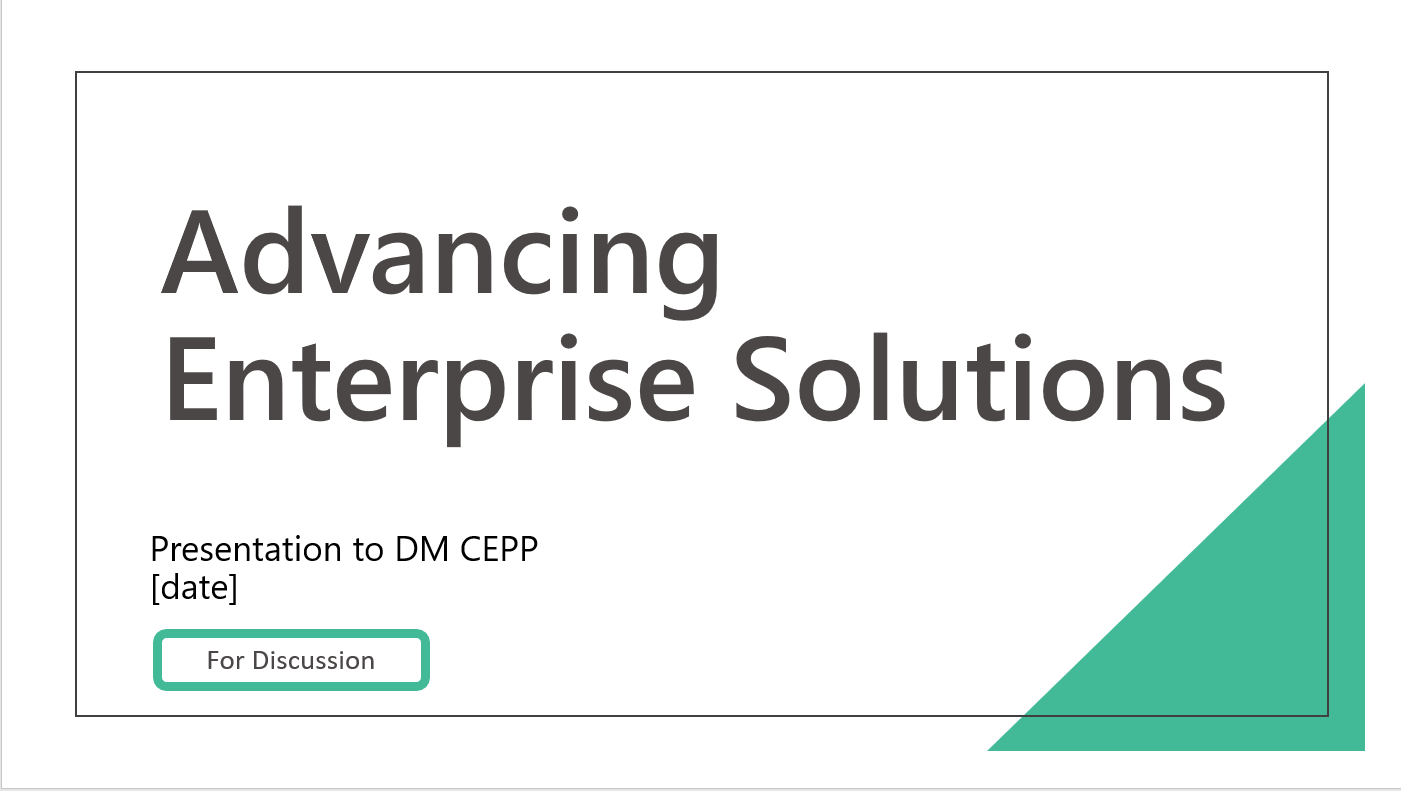 Advancing
Enterprise Solutions
Presentation to DM CEPP
[date]
For Discussion